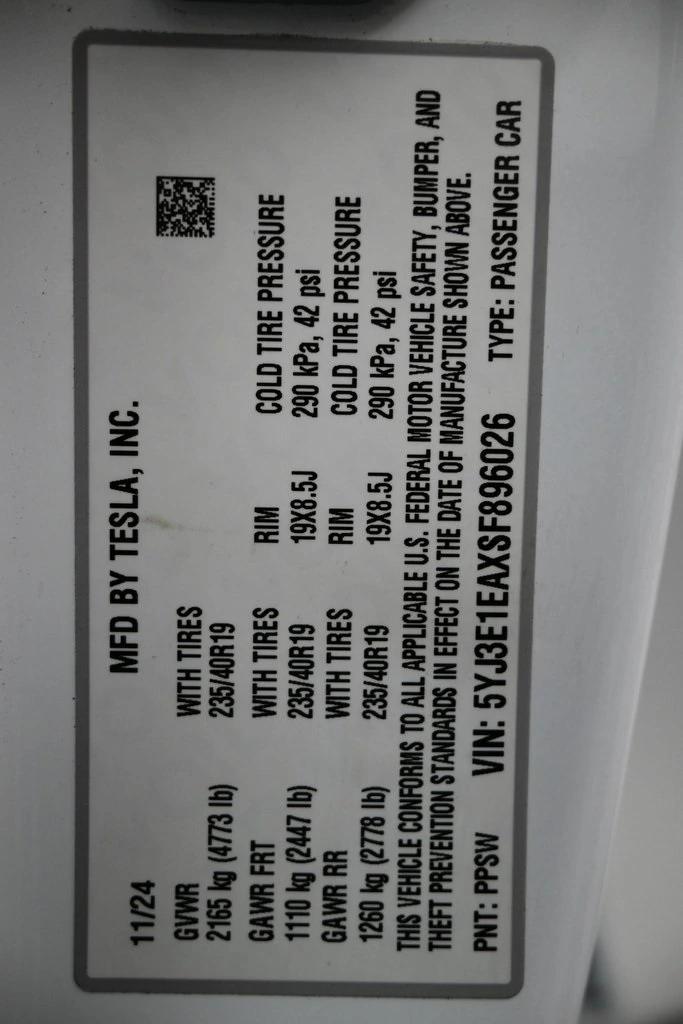 MFD BY TESLA, INC.
11/24
GVWR WITH TIRES
2165 kg (4773 lb) 235/40R19
GAWR FRT WITH TIRES RIM COLD TIRE PRESSURE
1110 kg (2447 lb) 235/40R19 19X8.5J 290 kPa, 42 psi
GAWR RR WITH TIRES RIM COLD TIRE PRESSURE
1260 kg (2778 lb) 235/40R19 19X8.5J 290 kPa, 42 psi
THIS VEHICLE CONFORMS TO ALL APPLICABLE U.S. FEDERAL MOTOR VEHICLE SAFETY, BUMPER, AND
THEFT PREVENTION STANDARDS IN EFFECT ON THE DATE OF MANUFACTURE SHOWN ABOVE.
PNT: PPSW VIN: 5YJ3E1EAXSF896026 TYPE: PASSENGER CAR